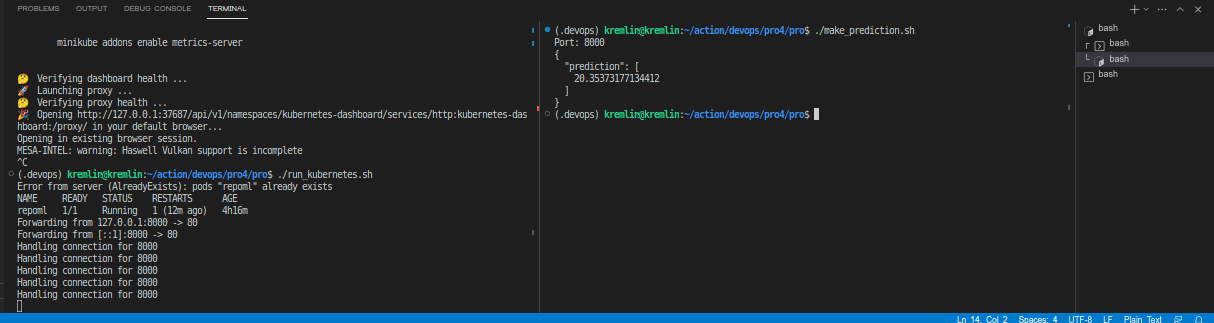 PROBLEMS OUTPUT DEBUG CONSOLE TERMINAL
minikube addons enable metrics-server
🤔 Verifying dashboard health ...
🚀 Launching proxy ...
🤔 Verifying proxy health ...
🎉 Opening http://127.0.0.1:37687/api/v1/namespaces/kubernetes-dashboard/services/http:kubernetes-das
hboard:/proxy/ in your default browser...
Opening in existing browser session.
MESA-INTEL: warning: Haswell Vulkan support is incomplete
^C
(.devops) kremlin@kremlin:~/action/devops/pro4/pro$ ./run_kubernetes.sh
Error from server (AlreadyExists): pods "repoml" already exists
NAME READY STATUS RESTARTS AGE
repoml 1/1 Running 1 (12m ago) 4h16m
Forwarding from 127.0.0.1:8000 -> 80
Forwarding from [::1]:8000 -> 80
Handling connection for 8000
Handling connection for 8000
Handling connection for 8000
Handling connection for 8000
Handling connection for 8000
(.devops) kremlin@kremlin:~/action/devops/pro4/pro$ ./make_prediction.sh
Port: 8000
{
"prediction": [
20.35373177134412
]
}
(.devops) kremlin@kremlin:~/action/devops/pro4/pro$
bash
bash
bash
bash
Ln 14, Col 2 Spaces: 4 UTF-8 LF Plain Text